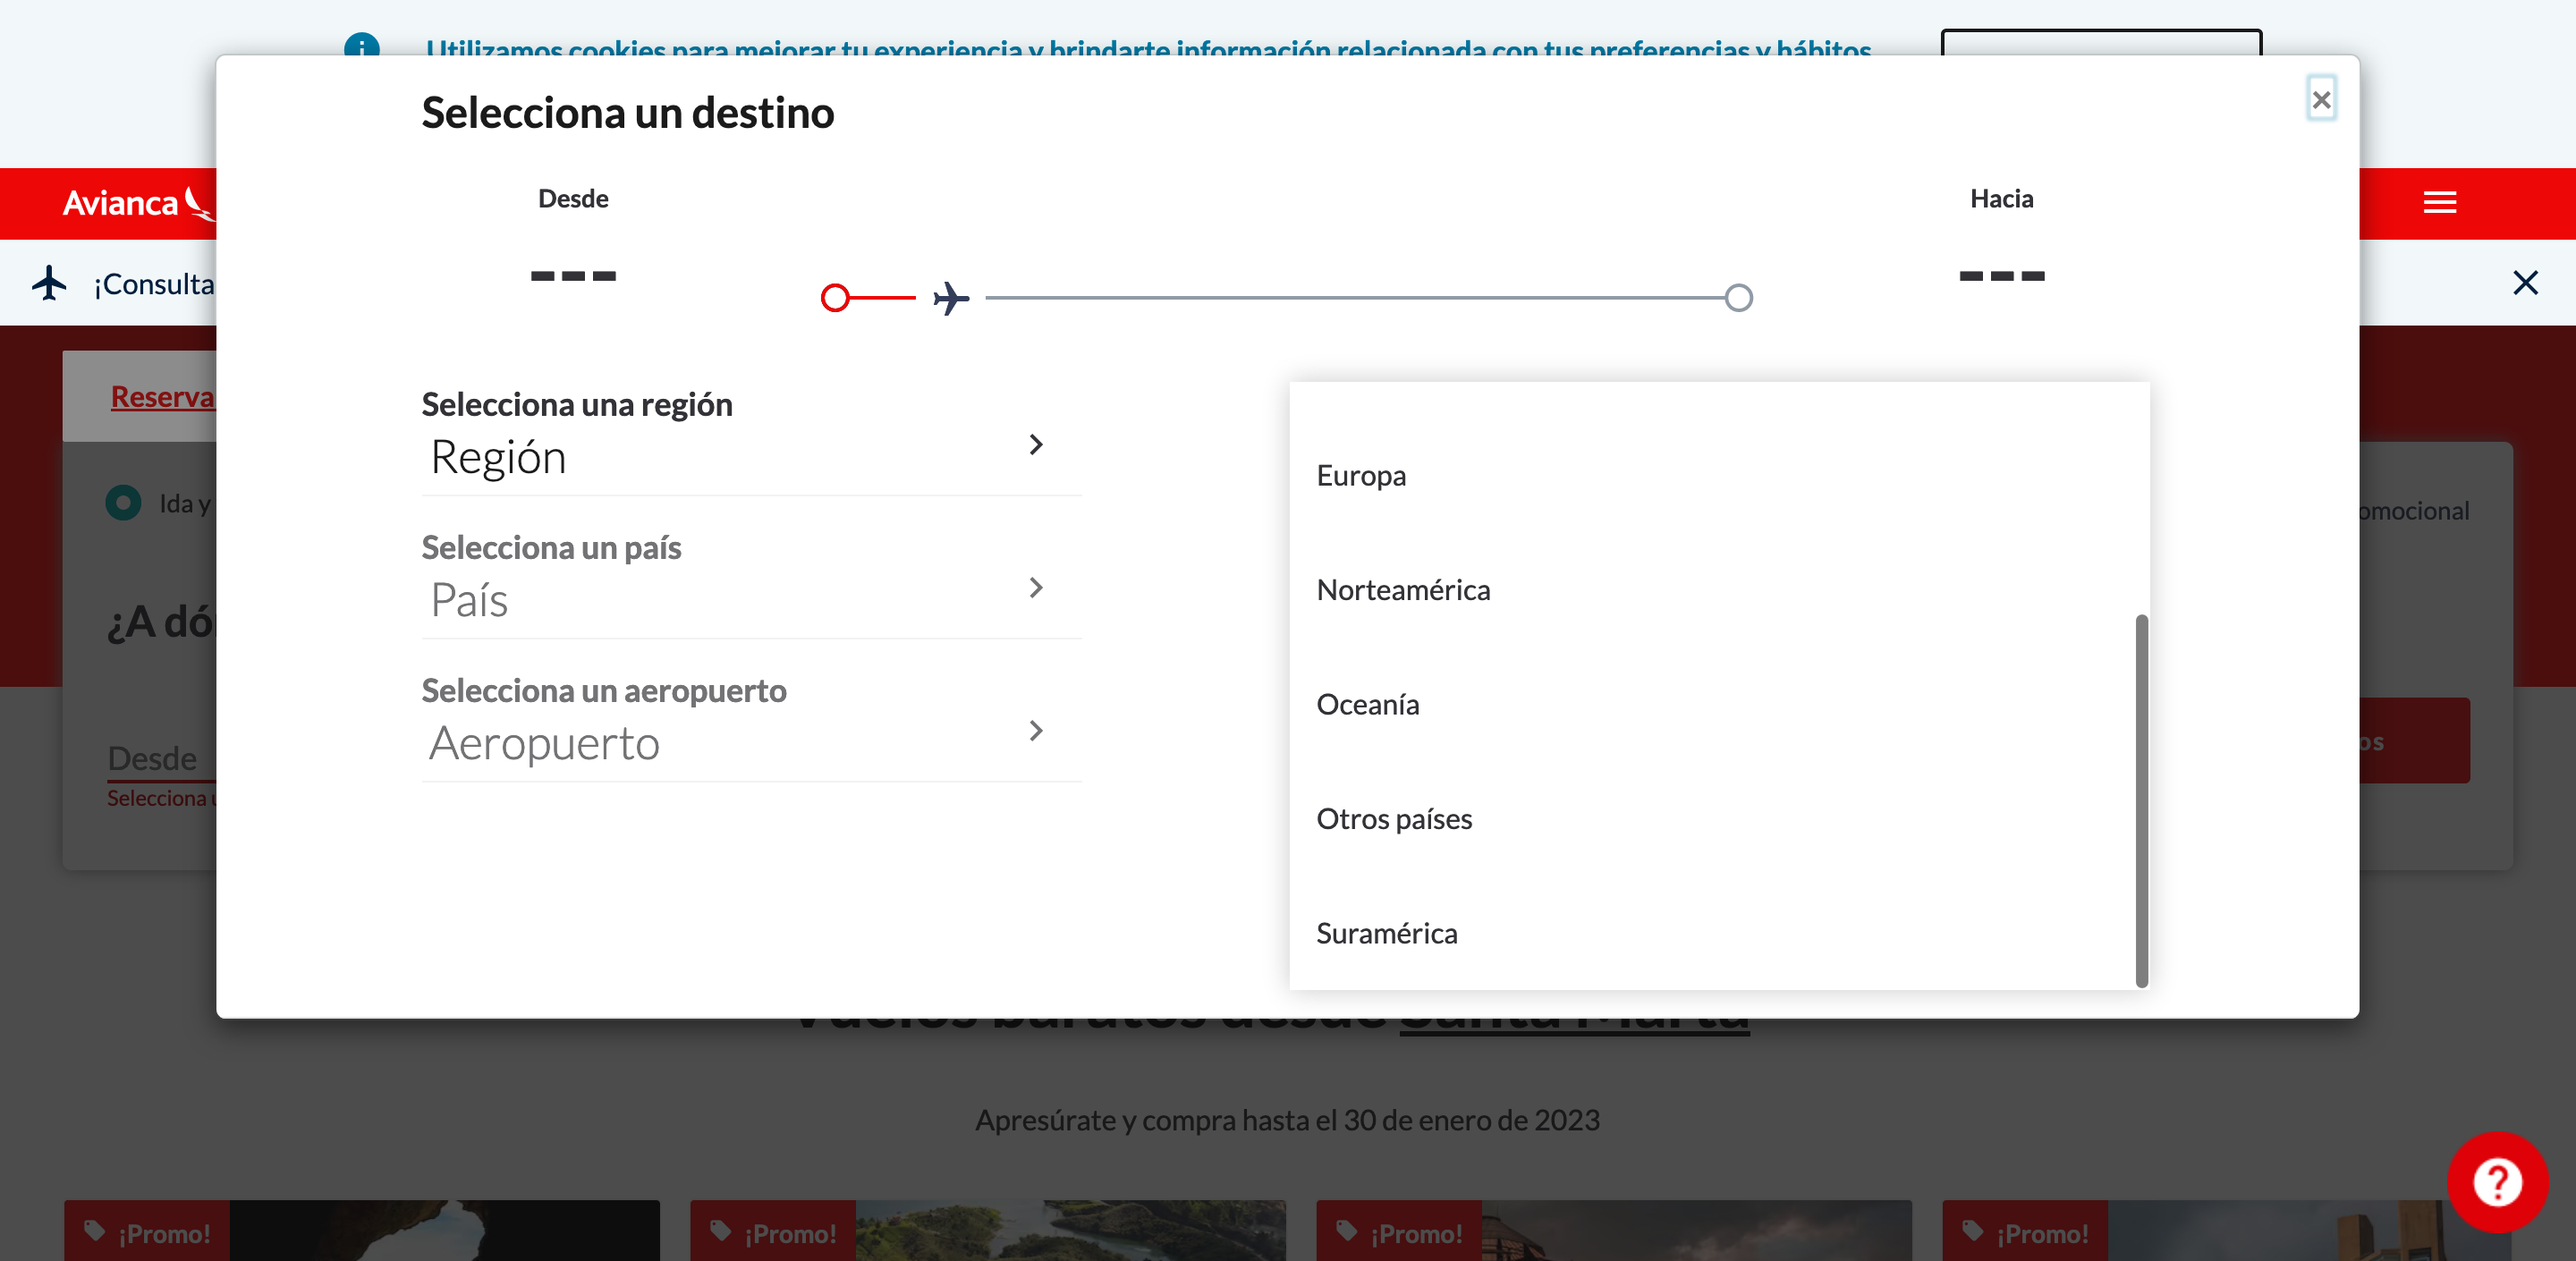 Utilizamos cookies para mejorar tu experiencia y brindarte información relacionada con tus preferencias y hábitos
Selecciona un destino
×
Desde
Hacia
---
---
Avianca
¡Consulta
Reserva
Selecciona una región
Región
Selecciona un país
País
Selecciona un aeropuerto
Aeropuerto
Europa
Norteamérica
Oceanía
Otros países
Suramérica
Ida y
omocional
¿A dó
Desde
Selecciona
os
Vuelos baratos desde Santa Marta
Apresúrate y compra hasta el 30 de enero de 2023
¡Promo!
¡Promo!
¡Promo!
¡Promo!
?